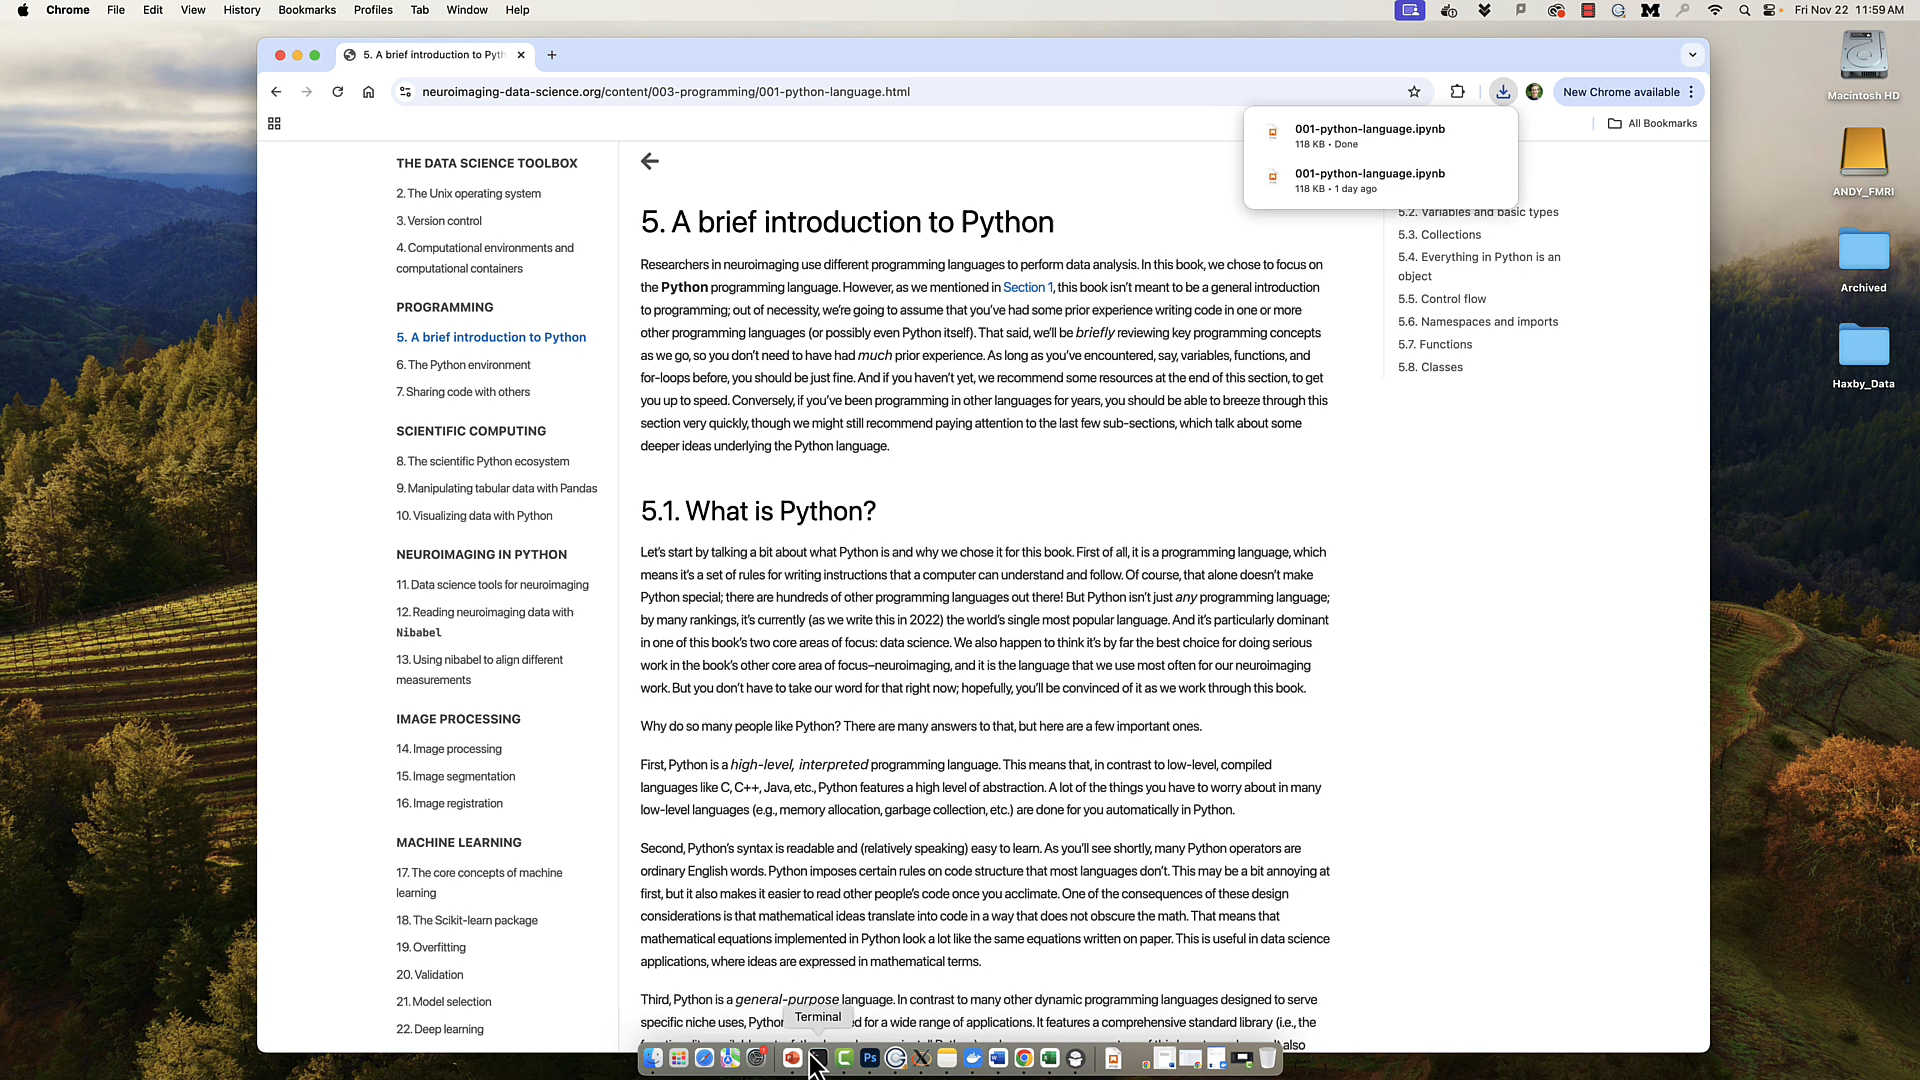 Chrome File Edit View History Bookmarks Profiles Tab Window Help
Fri Nov 22 11:59 AM
5. A brief introduction to Pyth
neuroimaging-data-science.org/content/003-programming/001-python-language.html
New Chrome available
All Bookmarks
001-python-language.ipynb
118 KB • Done
001-python-language.ipynb
118 KB • 1 day ago
THE DATA SCIENCE TOOLBOX
2. The Unix operating system
3. Version control
4. Computational environments and
computational containers
PROGRAMMING
5. A brief introduction to Python
6. The Python environment
7. Sharing code with others
SCIENTIFIC COMPUTING
8. The scientific Python ecosystem
9. Manipulating tabular data with Pandas
10. Visualizing data with Python
NEUROIMAGING IN PYTHON
11. Data science tools for neuroimaging
12. Reading neuroimaging data with
Nibabel
13. Using nibabel to align different
measurements
IMAGE PROCESSING
14. Image processing
15. Image segmentation
16. Image registration
MACHINE LEARNING
17. The core concepts of machine
learning
18. The Scikit-learn package
19. Overfitting
20. Validation
21. Model selection
22. Deep learning
5. A brief introduction to Python
Researchers in neuroimaging use different programming languages to perform data analysis. In this book, we chose to focus on
the Python programming language. However, as we mentioned in Section 1, this book isn't meant to be a general introduction
to programming; out of necessity, we're going to assume that you've had some prior experience writing code in one or more
other programming languages (or possibly even Python itself). That said, we'll be briefly reviewing key programming concepts
as we go, so you don't need to have had much prior experience. As long as you've encountered, say, variables, functions, and
for-loops before, you should be just fine. And if you haven't yet, we recommend some resources at the end of this section, to get
you up to speed. Conversely, if you've been programming in other languages for years, you should be able to breeze through this
section very quickly, though we might still recommend paying attention to the last few sub-sections, which talk about some
deeper ideas underlying the Python language.
5.1. What is Python?
Let's start by talking a bit about what Python is and why we chose it for this book. First of all, it is a programming language, which
means it's a set of rules for writing instructions that a computer can understand and follow. Of course, that alone doesn't make
Python special; there are hundreds of other programming languages out there! But Python isn't just any programming language;
by many rankings, it's currently (as we write this in 2022) the world's single most popular language. And it's particularly dominant
in one of this book's two core areas of focus: data science. We also happen to think it's by far the best choice for doing serious
work in the book's other core area of focus–neuroimaging, and it is the language that we use most often for our neuroimaging
work. But you don't have to take our word for that right now; hopefully, you'll be convinced of it as we work through this book.
Why do so many people like Python? There are many answers to that, but here are a few important ones.
First, Python is a high-level, interpreted programming language. This means that, in contrast to low-level, compiled
languages like C, C++, Java, etc., Python features a high level of abstraction. A lot of the things you have to worry about in many
low-level languages (e.g., memory allocation, garbage collection, etc.) are done for you automatically in Python.
Second, Python's syntax is readable and (relatively speaking) easy to learn. As you'll see shortly, many Python operators are
ordinary English words. Python imposes certain rules on code structure that most languages don't. This may be a bit annoying at
first, but it also makes it easier to read other people's code once you acclimate. One of the consequences of these design
considerations is that mathematical ideas translate into code in a way that does not obscure the math. That means that
mathematical equations implemented in Python look a lot like the same equations written on paper. This is useful in data science
applications, where ideas are expressed in mathematical terms.
Third, Python is a general-purpose language. In contrast to many other dynamic programming languages designed to serve
specific niche uses, Pytho
d for a wide range of applications. It features a comprehensive standard library (i.e., the
Terminal
5.2. Variables and basic types
5.3. Collections
5.4. Everything in Python is an
object
5.5. Control flow
5.6. Namespaces and imports
5.7. Functions
5.8. Classes
Macintosh HD
ANDY_FMRI
Archived
Haxby_Data